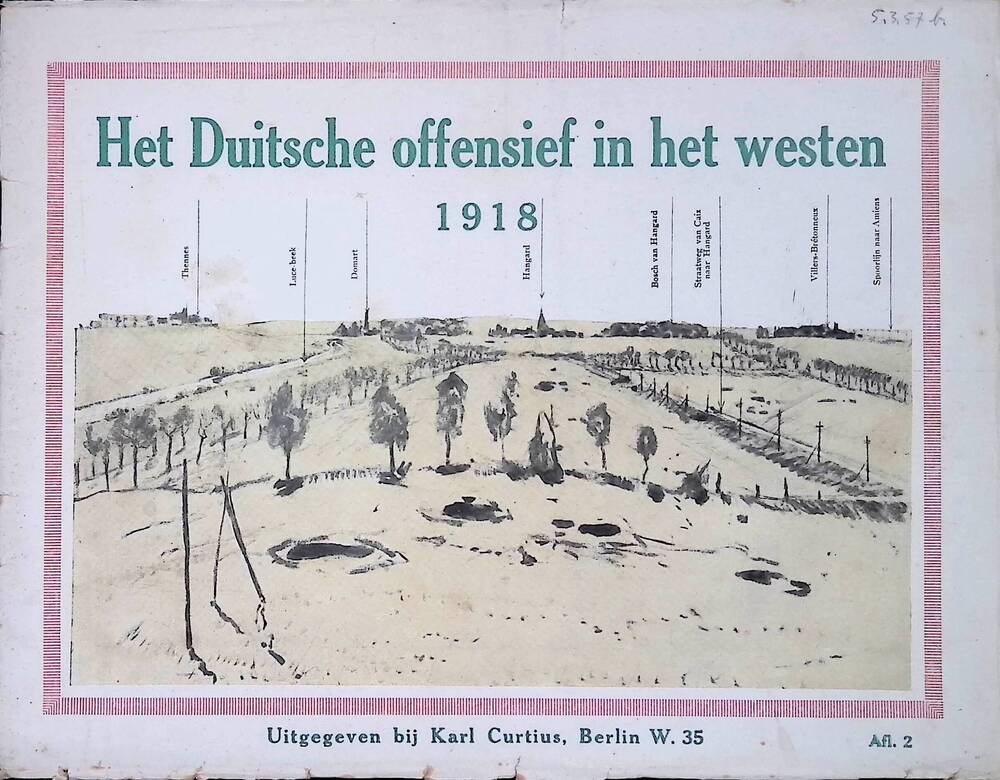 5.3.57 b.
Het Duitsche offensief in het westen
1918
Thennes
Luce-beek
Domart
Hangard
Bosch van Hangard
Straatweg van Caix
naar Hangard
Villers-Brétonneux
Spoorlijn naar Amiens
Uitgegeven bij Karl Curtius, Berlin W. 35
Afl. 2